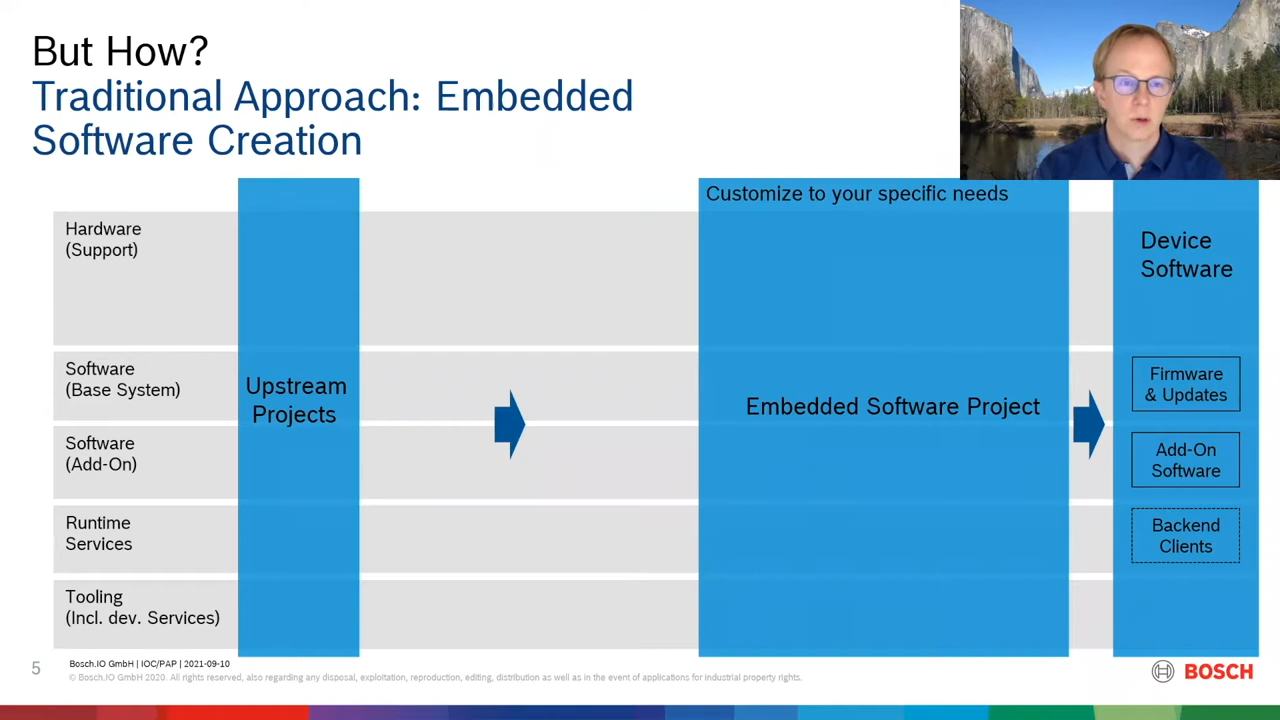 But How?
Traditional Approach: Embedded
Software Creation
Customize to your specific needs
Hardware
(Support)
Device
Software
Software
(Base System)
Upstream
Projects
Embedded Software Project
Firmware
& Updates
Software
(Add-On)
Add-On
Software
Runtime
Services
Backend
Clients
Tooling
(Incl. dev. Services)
5
Bosch.IO GmbH | IOC/PAP | 2021-09-10
© Bosch.IO GmbH 2020. All rights reserved, also regarding any disposal, exploitation, reproduction, editing, distribution as well as in the event of applications for industrial property rights.
BOSCH